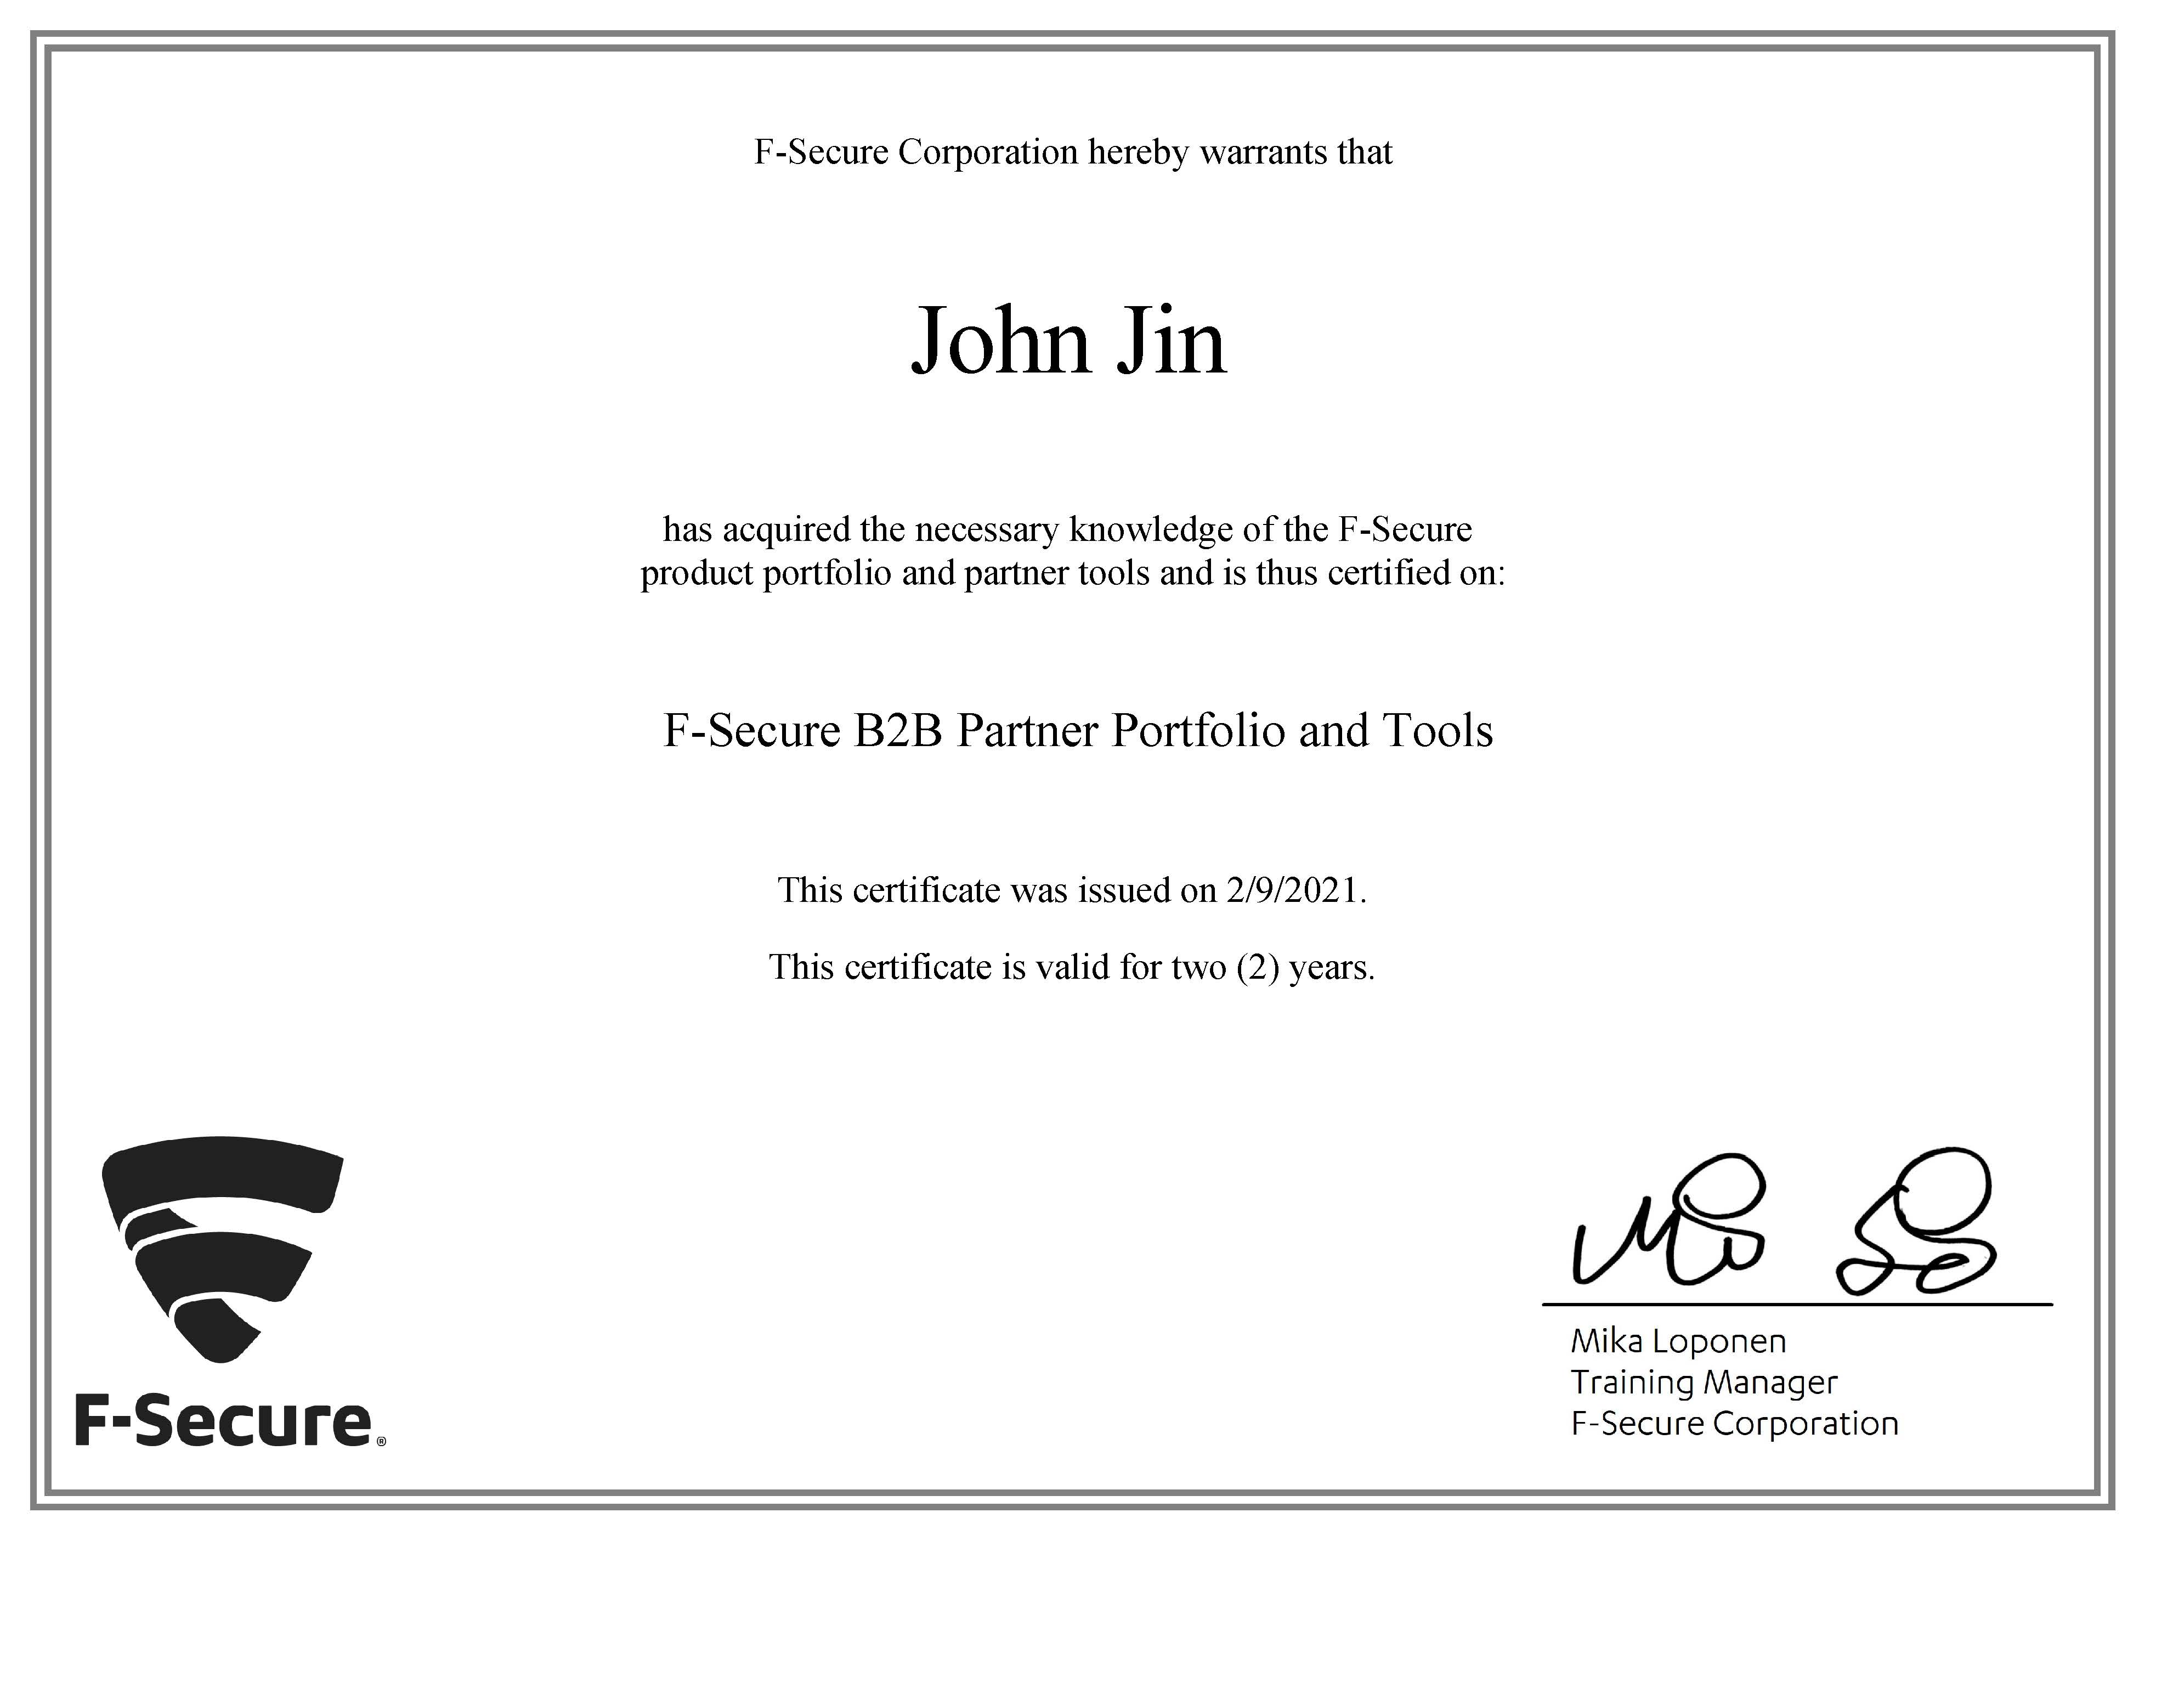 F-Secure Corporation hereby warrants that
John Jin
has acquired the necessary knowledge of the F-Secure
product portfolio and partner tools and is thus certified on:
F-Secure B2B Partner Portfolio and Tools
This certificate was issued on 2/9/2021.
This certificate is valid for two (2) years.
F-Secure®
Mika Loponen
Training Manager
F-Secure Corporation